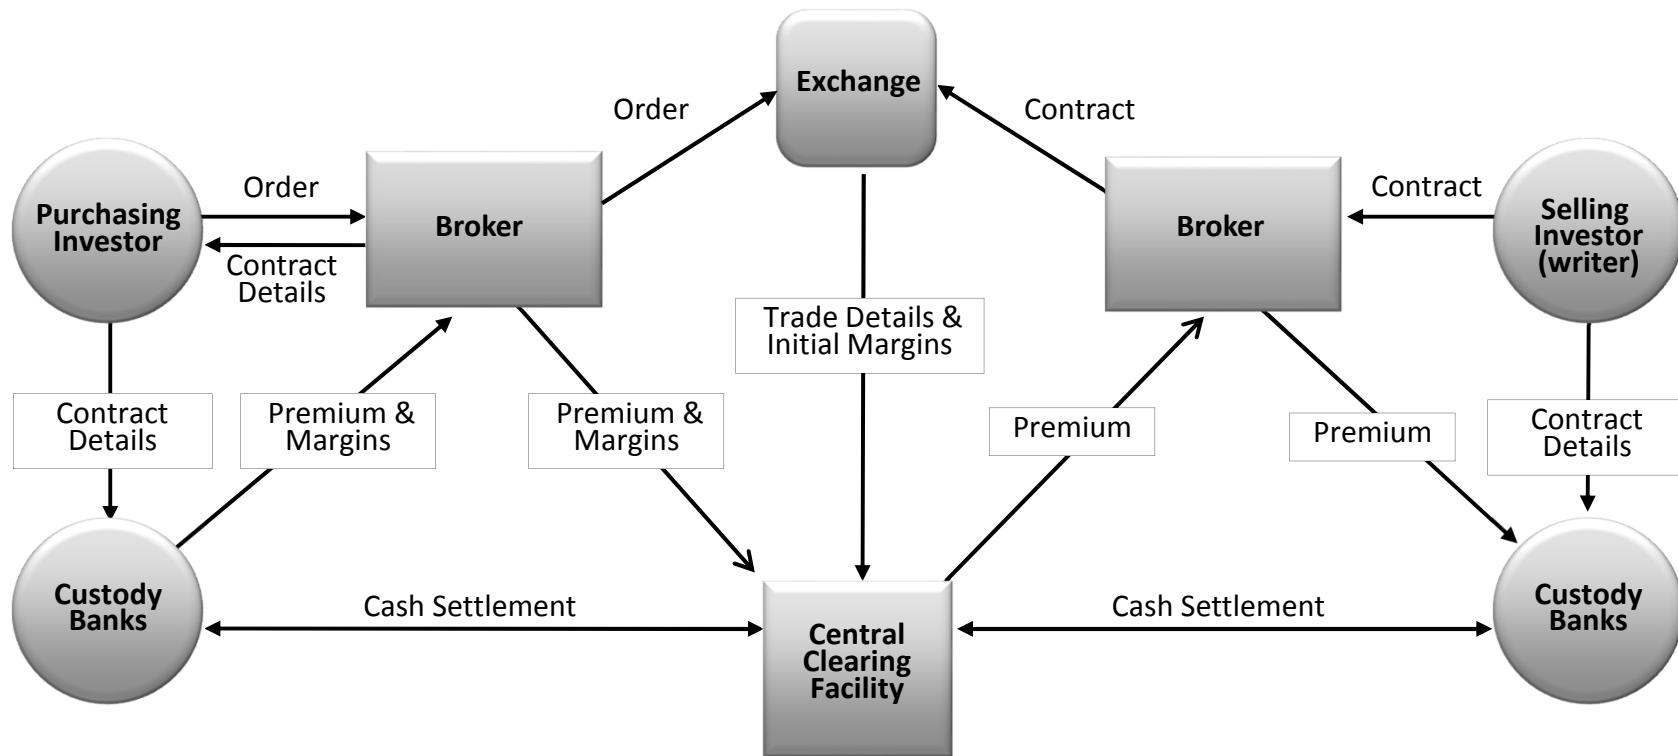 Exchange
Order
Contract
Order
Contract
Purchasing
Investor
Broker
Broker
Selling
Investor
(writer)
Contract
Details
Trade Details &
Initial Margins
Contract
Details
Premium &
Margins
Premium &
Margins
Premium
Premium
Contract
Details
Custody
Banks
Cash Settlement
Central
Clearing
Facility
Cash Settlement
Custody
Banks